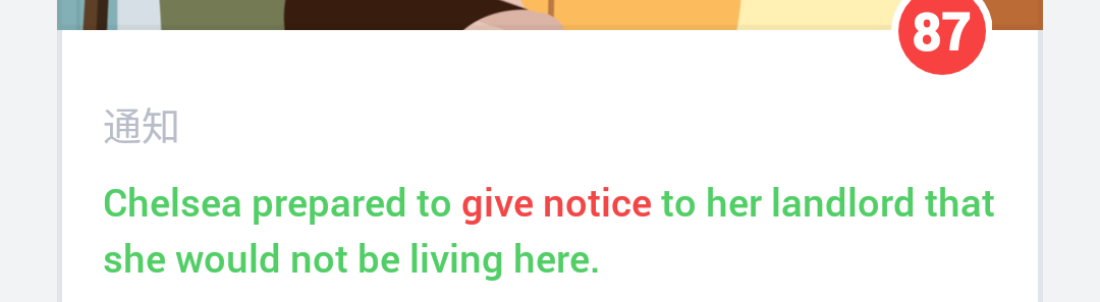 87
通知
Chelsea prepared to give notice to her landlord that
she would not be living here.